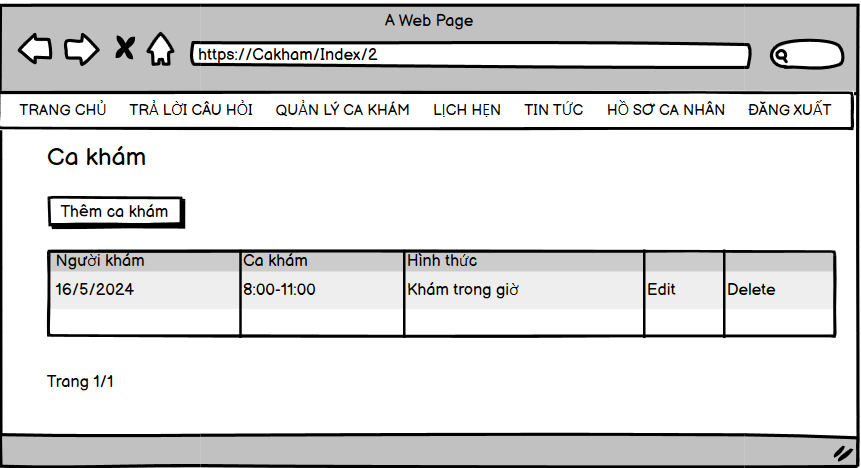 A Web Page
https://Cakham/Index/2
TRANG CHỦ TRẢ LỜI CÂU HỎI QUẢN LÝ CA KHÁM LỊCH HẸN TIN TỨC HỒ SƠ CA NHÂN ĐĂNG XUẤT
Ca khám
Thêm ca khám
Người khám Ca khám Hình thức
16/5/2024 8:00-11:00 Khám trong giờ Edit Delete
Trang 1/1